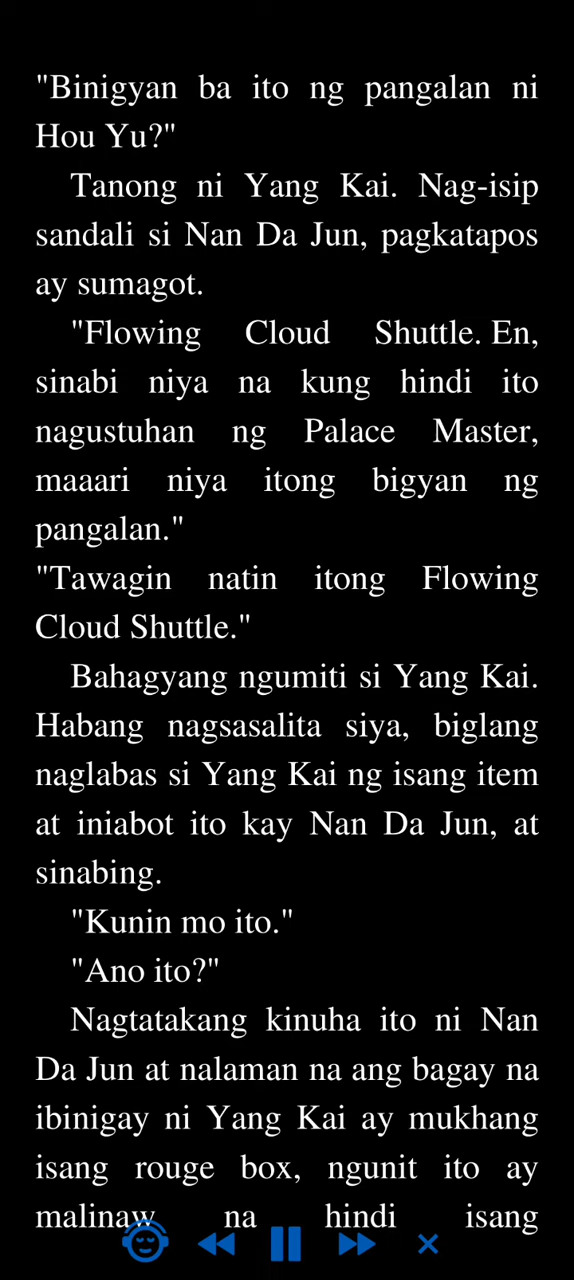 "Binigyan ba ito ng pangalan ni
Hou Yu?"
Tanong ni Yang Kai. Nag-isip
sandali si Nan Da Jun, pagkatapos
ay sumagot.
"Flowing Cloud Shuttle. En,
sinabi niya na kung hindi ito
nagustuhan ng Palace Master,
maaari niya itong bigyan ng
pangalan."
"Tawagin natin itong Flowing
Cloud Shuttle."
Bahagyang ngumiti si Yang Kai.
Habang nagsasalita siya, biglang
naglabas si Yang Kai ng isang item
at iniabot ito kay Nan Da Jun, at
sinabing.
"Kunin mo ito."
"Ano ito?"
Nagtatakang kinuha ito ni Nan
Da Jun at nalaman na ang bagay na
ibinigay ni Yang Kai ay mukhang
isang rouge box, ngunit ito ay
malinaw na hindi isang